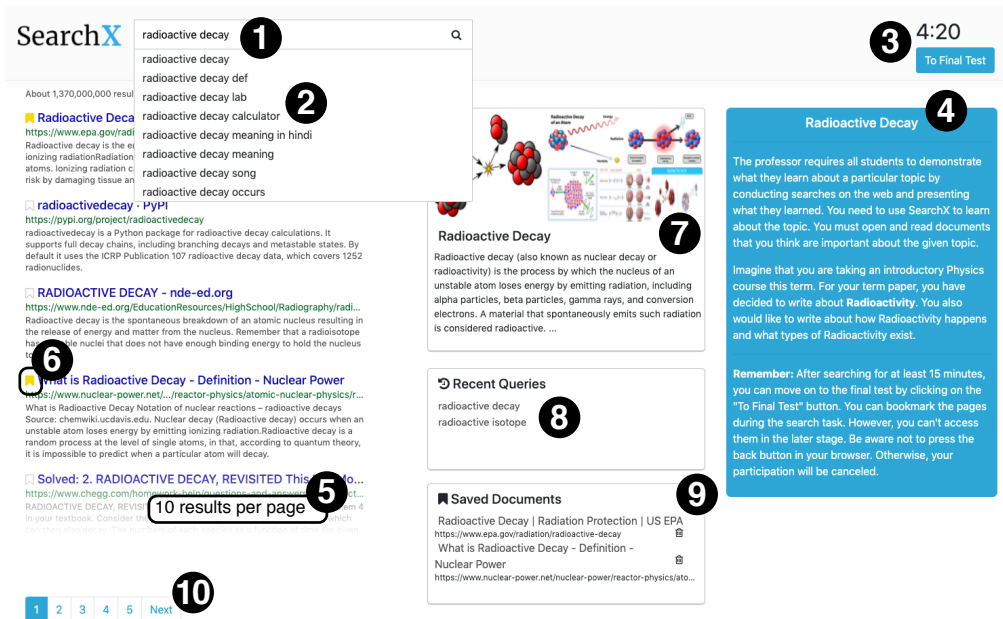 SearchX
radioactive decay
1
radioactive decay
radioactive decay def
radioactive decay lab
radioactive decay calculator
radioactive decay meaning in hindi
radioactive decay meaning
radioactive decay song
radioactive decay occurs
2
3
4:20
To Final Test
About 1,370,000,000 resul
Radioactive Deca
https://www.epa.gov/radi
Radioactive decay is the e
ionizing radiationRadiation
atoms. Ionizing radiation c
risk by damaging tissue an
radioactivedecay · PyPI
https://pypi.org/project/radioactivedecay
radioactivedecay is a Python package for radioactive decay calculations. It
supports full decay chains, including branching decays and metastable states. By
default it uses the ICRP Publication 107 radioactive decay data, which covers 1252
radionuclides.
RADIOACTIVE DECAY - nde-ed.org
https://www.nde-ed.org/EducationResources/HighSchool/Radiography/radi...
Radioactive decay is the spontaneous breakdown of an atomic nucleus resulting in
the release of energy and matter from the nucleus. Remember that a radioisotope
has ble nuclei that does not have enough binding energy to hold the nucleus
6
What is Radioactive Decay - Definition - Nuclear Power
https://www.nuclear-power.net/.../reactor-physics/atomic-nuclear-physics/r...
What is Radioactive Decay Notation of nuclear reactions – radioactive decays
Source: chemwiki.ucdavis.edu. Nuclear decay (Radioactive decay) occurs when an
unstable atom loses energy by emitting ionizing radiation.Radioactive decay is a
random process at the level of single atoms, in that, according to quantum theory,
it is impossible to predict when a particular atom will decay.
Solved: 2. RADIOACTIVE DECAY, REVISITED This Mo...
https://www.chegg.com/homework-help/questions-and-answers ct...
5
RADIOACTIVE DECAY, REVIS em 4
10 results per page
in your textbook. Consider the which
1
2
3
4
5
Next
10
Radioactive Decay
7
Radioactive decay (also known as nuclear decay or
radioactivity) is the process by which the nucleus of an
unstable atom loses energy by emitting radiation, including
alpha particles, beta particles, gamma rays, and conversion
electrons. A material that spontaneously emits such radiation
is considered radioactive. ...
Recent Queries
radioactive decay
radioactive isotope
8
Saved Documents
9
Radioactive Decay | Radiation Protection | US EPA
https://www.epa.gov/radiation/radioactive-decay
What is Radioactive Decay - Definition -
Nuclear Power
https://www.nuclear-power.net/nuclear-power/reactor-physics/ato...
4
Radioactive Decay
The professor requires all students to demonstrate
what they learn about a particular topic by
conducting searches on the web and presenting
what they learned. You need to use SearchX to learn
about the topic. You must open and read documents
that you think are important about the given topic.
Imagine that you are taking an introductory Physics
course this term. For your term paper, you have
decided to write about Radioactivity. You also
would like to write about how Radioactivity happens
and what types of Radioactivity exist.
Remember: After searching for at least 15 minutes,
you can move on to the final test by clicking on the
"To Final Test" button. You can bookmark the pages
during the search task. However, you can't access
them in the later stage. Be aware not to press the
back button in your browser. Otherwise, your
participation will be canceled.